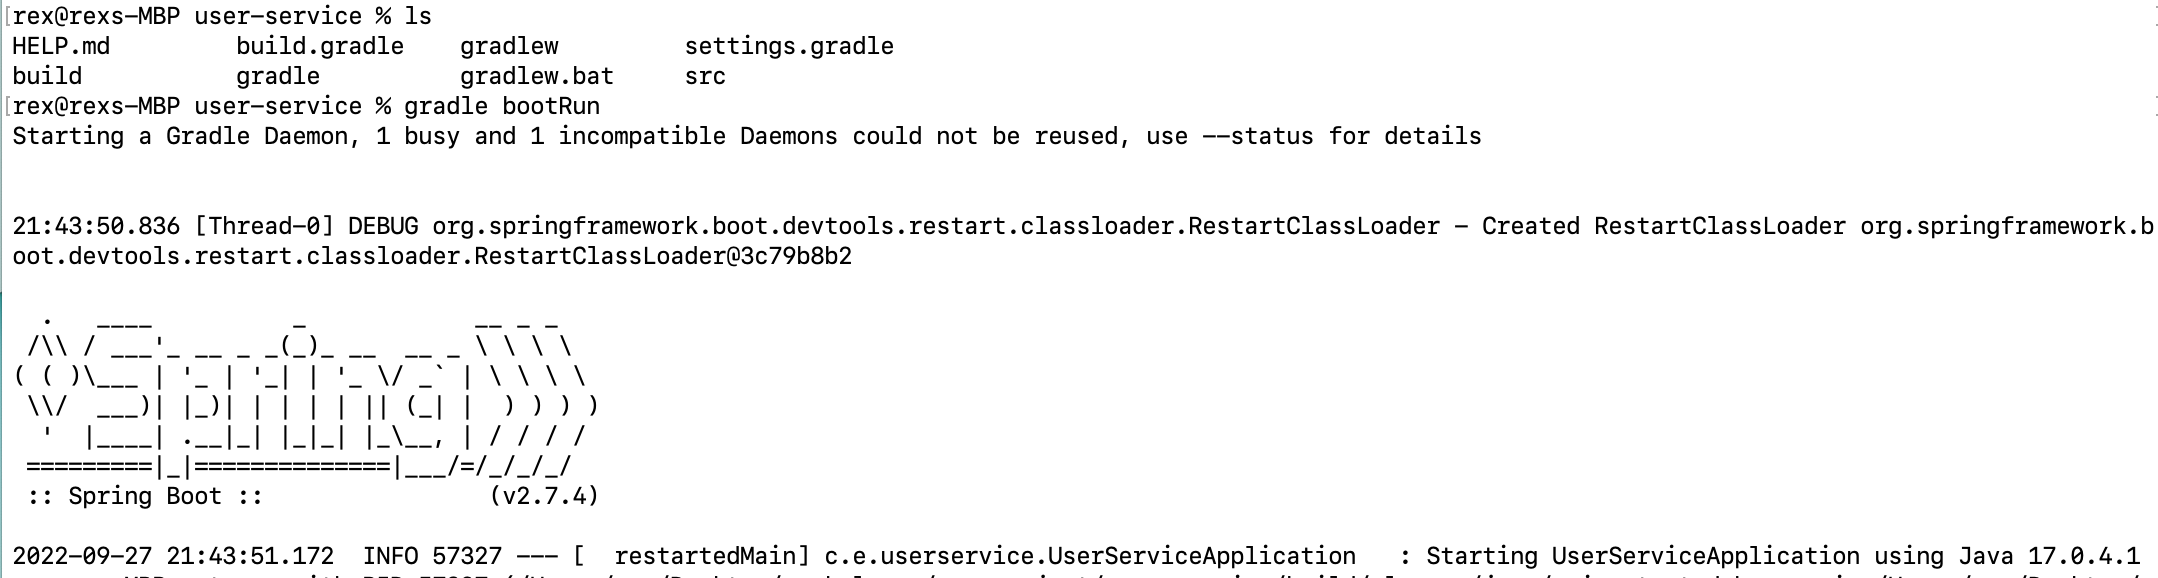 [rex@rexs-MBP user-service % ls
HELP.md         build.gradle    gradlew         settings.gradle
build           gradle          gradlew.bat     src
[rex@rexs-MBP user-service % gradle bootRun
Starting a Gradle Daemon, 1 busy and 1 incompatible Daemons could not be reused, use --status for details
21:43:50.836 [Thread-0] DEBUG org.springframework.boot.devtools.restart.classloader.RestartClassLoader - Created RestartClassLoader org.springframework.b
oot.devtools.restart.classloader.RestartClassLoader@3c79b8b2
  .   ____          _            __ _ _
 /\\ / ___'_ __ _ _(_)_ __  __ _ \ \ \ \
( ( )\___ | '_ | '_| | '_ \/ _` | \ \ \ \
 \\/  ___)| |_)| | | | | || (_| |  ) ) ) )
  '  |____| .__|_| |_|_| |_\__, | / / / /
 =========|_|==============|___/=/_/_/_/
 :: Spring Boot ::                (v2.7.4)
2022-09-27 21:43:51.172  INFO 57327 --- [  restartedMain] c.e.userservice.UserServiceApplication   : Starting UserServiceApplication using Java 17.0.4.1